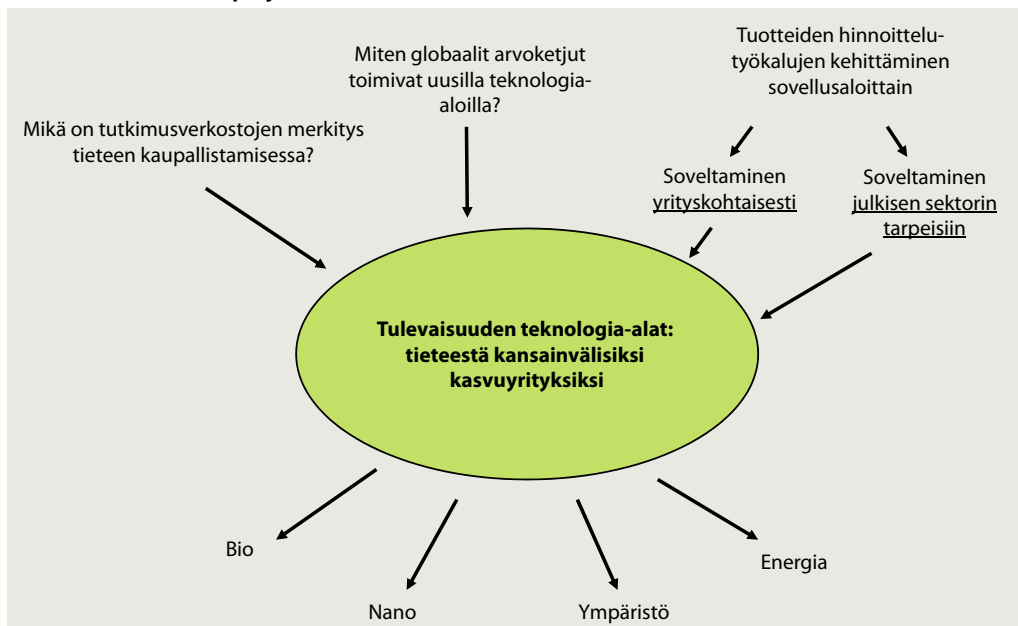 Miten globaalit arvoketjut
toimivat uusilla teknologia-
aloilla?
Tuotteiden hinnoittelu-
työkalujen kehittäminen
sovellusaloittain
Mikä on tutkimusverkostojen merkitys
tieteen kaupallistamisessa?
Soveltaminen
yrityskohtaisesti
Soveltaminen
julkisen sektorin
tarpeisiin
Tulevaisuuden teknologia-alat:
tieteestä kansainvälisiksi
kasvuyrityksiksi
Bio
Nano
Ympäristö
Energia